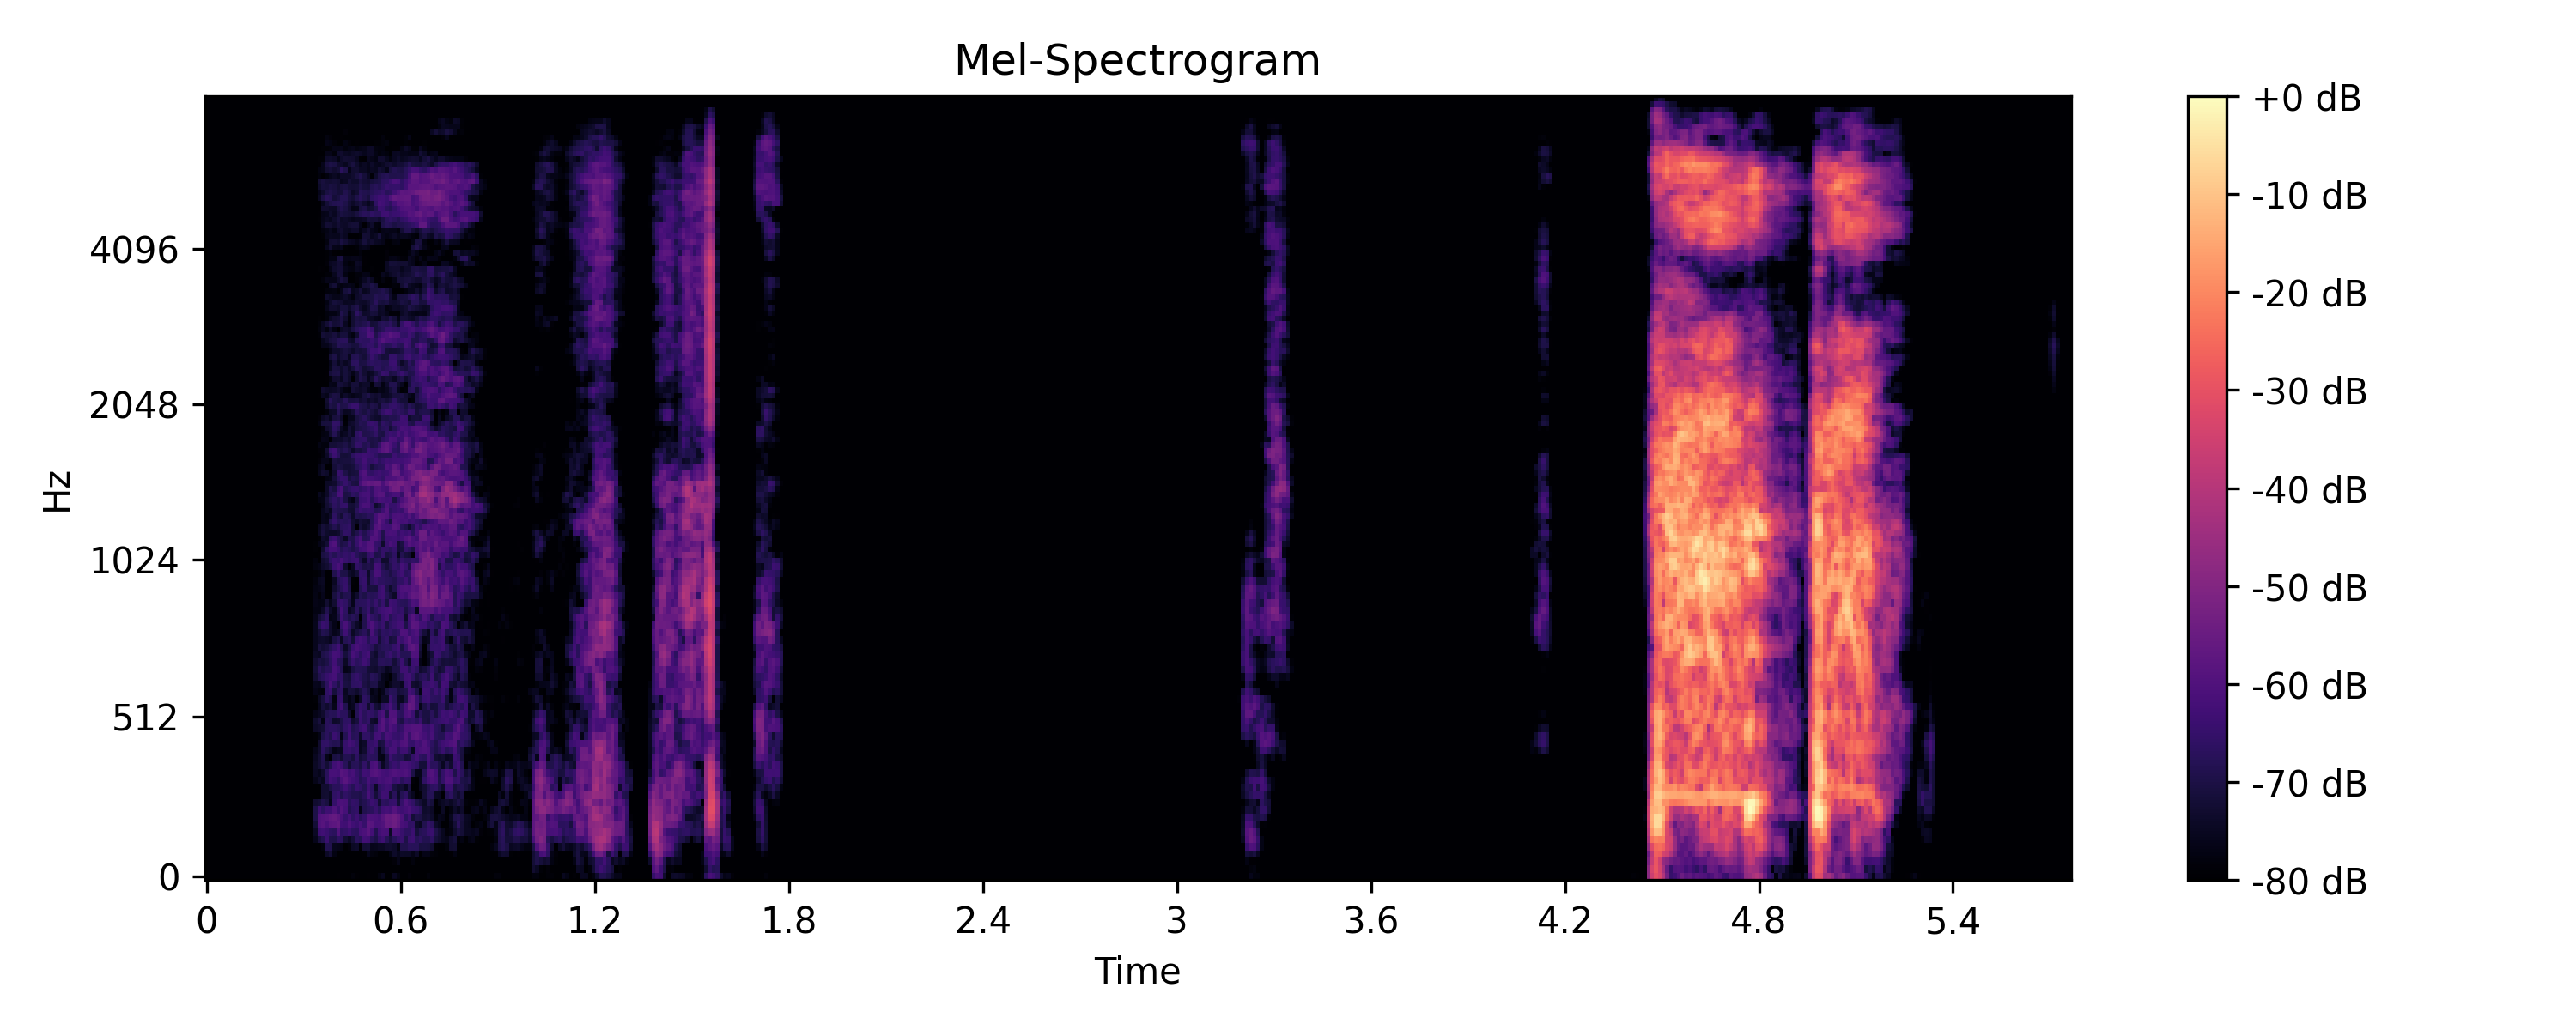 Mel-Spectrogram
+0 dB
-10 dB
-20 dB
-30 dB
-40 dB
-50 dB
-60 dB
-70 dB
-80 dB
Hz
4096
2048
1024
512
0
0 0.6 1.2 1.8 2.4 3 3.6 4.2 4.8 5.4
Time